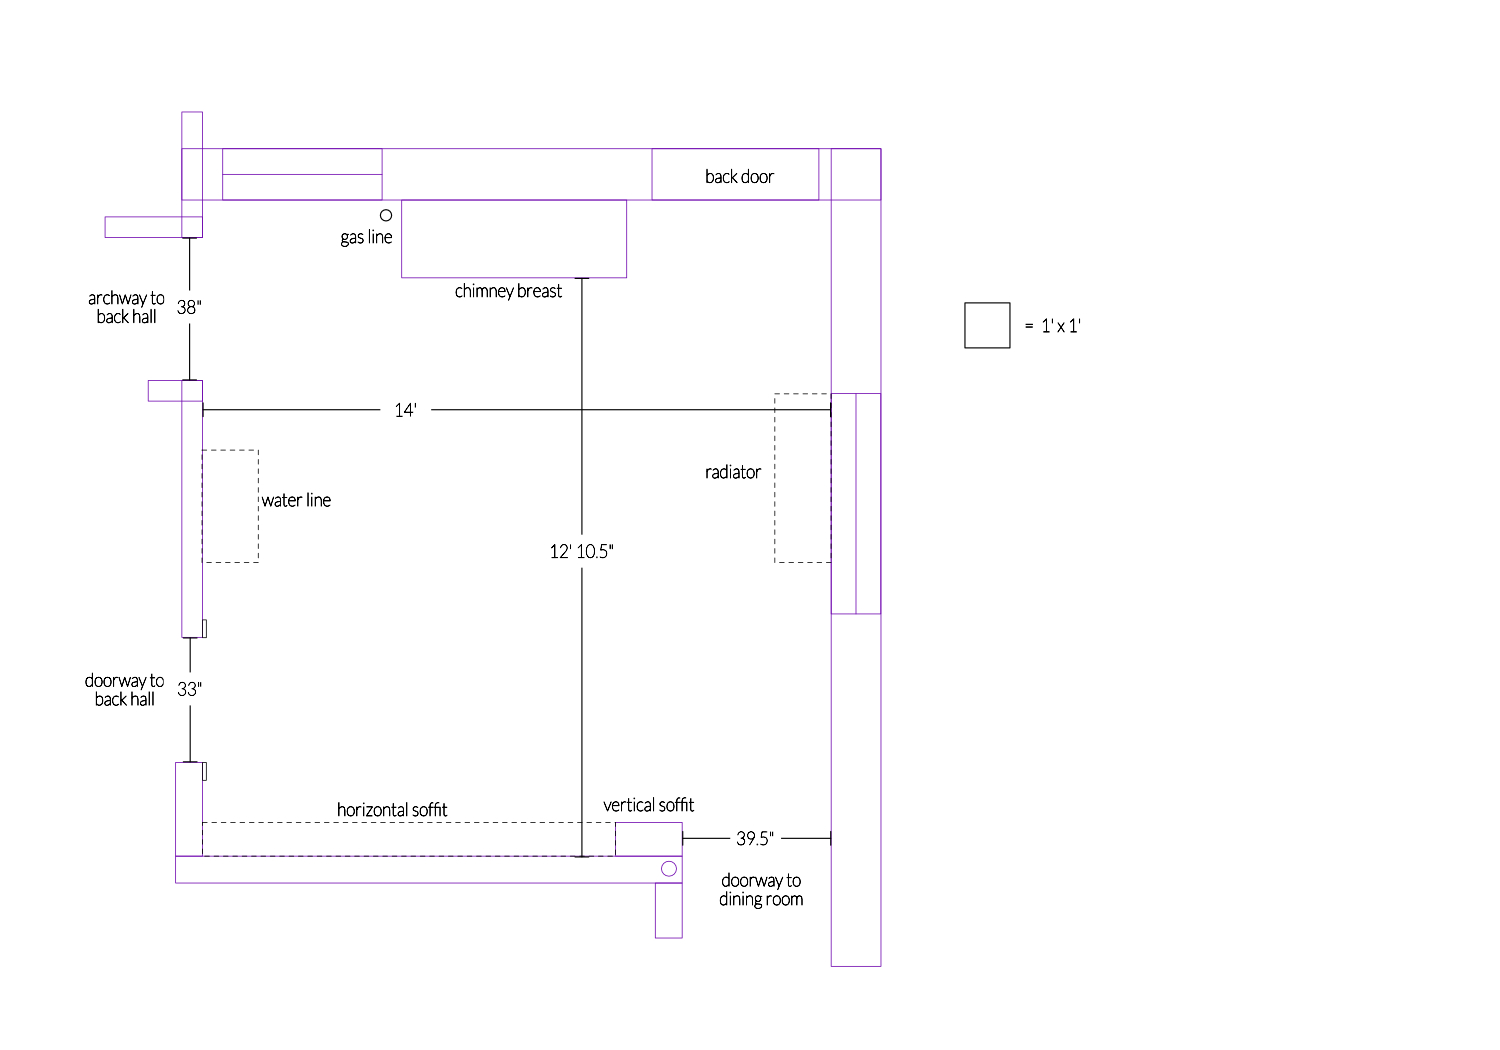 back door
gas line
chimney breast
archway to
back hall
38"
= 1' x 1'
14'
radiator
water line
12' 10.5"
doorway to
back hall
33"
horizontal soffit
vertical soffit
39.5"
doorway to
dining room